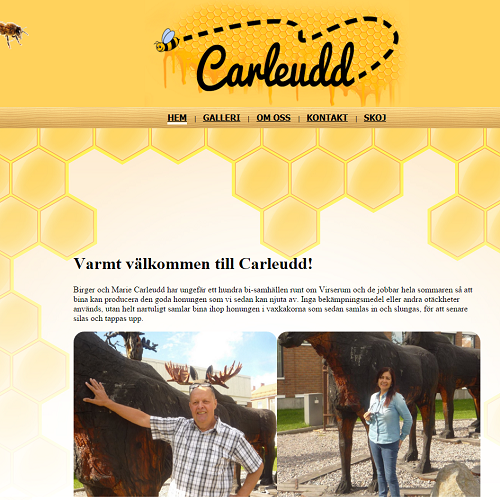 Carleudd
HEM | GALLERI | OM OSS | KONTAKT | SKOJ
Varmt välkommen till Carleudd!
Birger och Marie Carleudd har ungefär ett hundra bi-samhällen runt om Virserum och de jobbar hela sommaren så att
bina kan producera den goda honungen som vi sedan kan njuta av. Inga bekämpningsmedel eller andra otäckheter
används, utan helt nartuligt samlar bina ihop honungen i vaxkakorna som sedan samlas in och slungas, för att senare
silas och tappas upp.